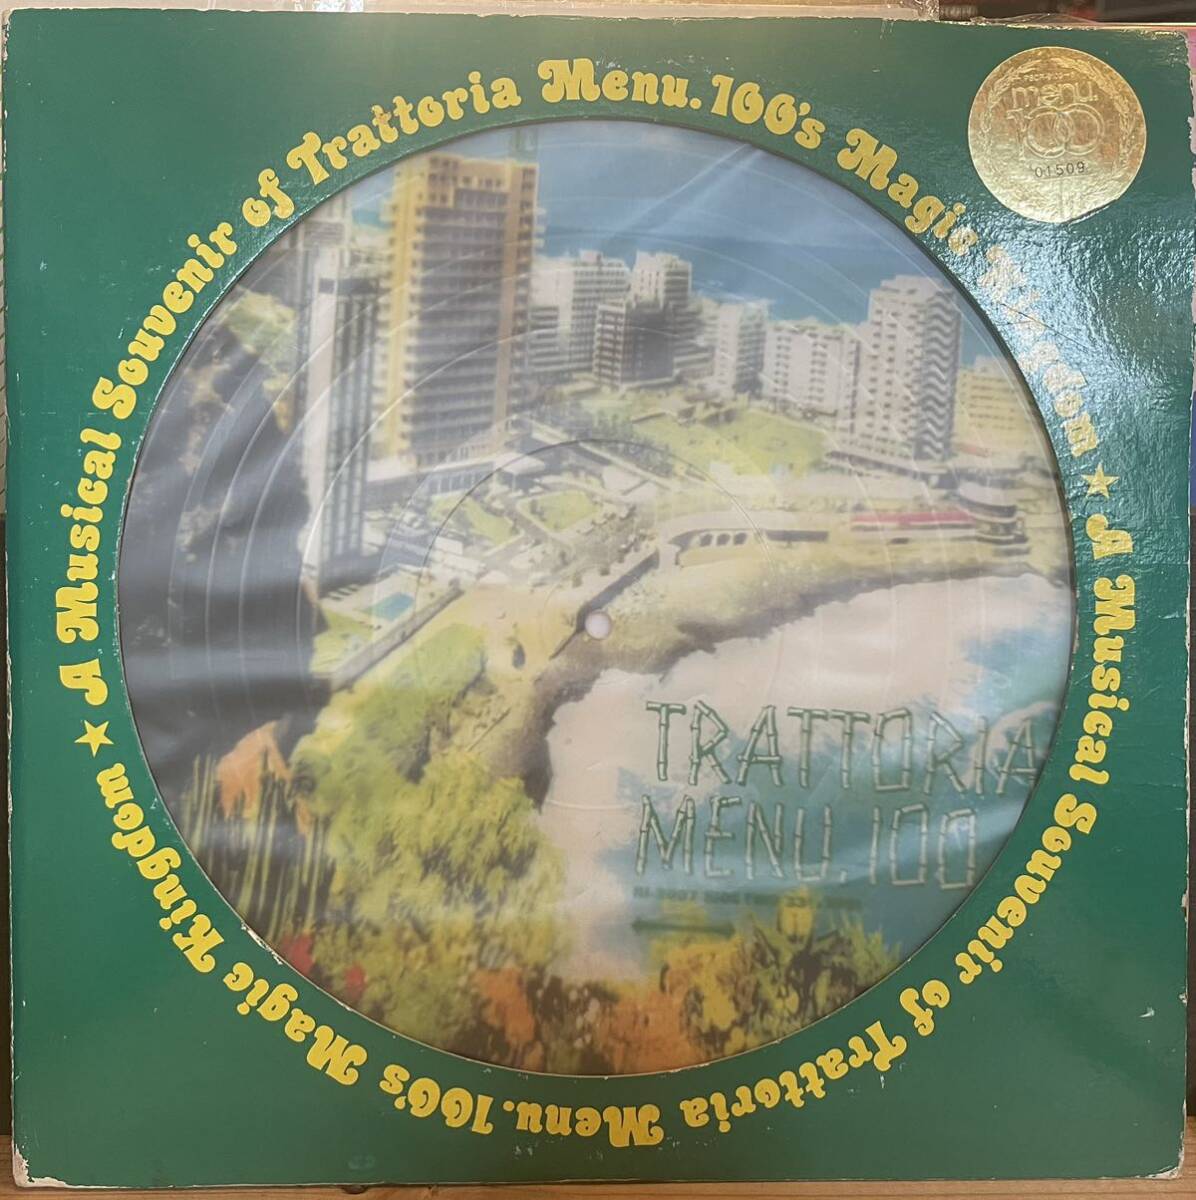 A Musical Souvenir of Trattoria Menu. 100's Magic Kingdom ★ A Musical Souvenir of Trattoria Menu. 100's Magic Kingdom ★
menu.
100
01509
TRATTORIA
MENU.100